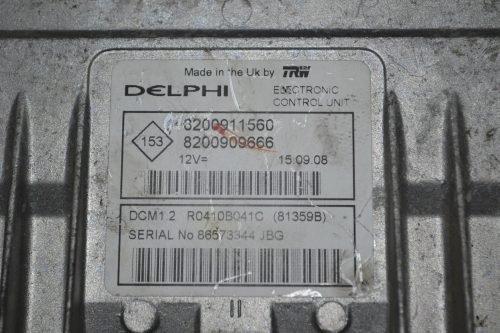 Made in the Uk by TRW
DELPHI ELECTRONIC
CONTROL UNIT
153 8200911560
8200909666
12V= 15.09.08
DCM1.2 R0410B041C (81359B)
SERIAL No 86573344 JBG